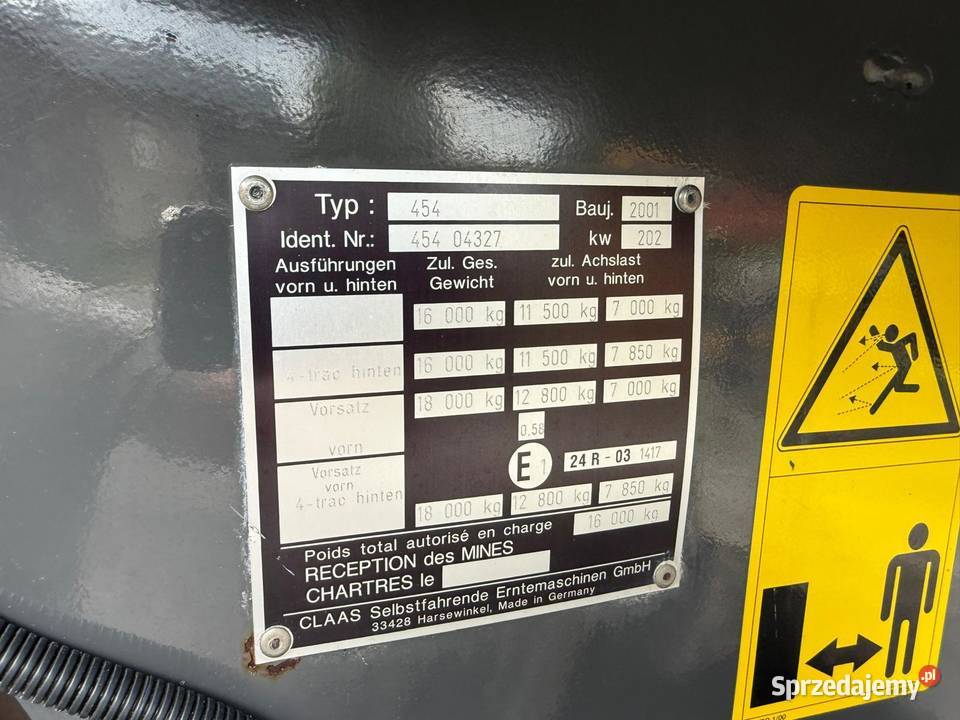 Typ : 454 Bauj. 2001
Ident. Nr.: 454 04327 kw 202
Ausführungen vorn u. hinten
Zul. Ges. Gewicht
zul. Achslast vorn u. hinten
16 000 kg 11 500 kg 7 000 kg
4-trac hinten 16 000 kg 11 500 kg 7 850 kg
Vorsatz vorn 18 000 kg 12 800 kg 7 000 kg
0.58
E 1 24 R - 03 1417
Vorsatz vorn 4-trac hinten 18 000 kg 12 800 kg 7 850 kg
Poids total autorisé en charge 16 000 kg
RECEPTION des MINES
CHARTRES le
CLAAS Selbstfahrende Erntemaschinen GmbH
33428 Harsewinkel, Made in Germany
Sprzedajemy.pl